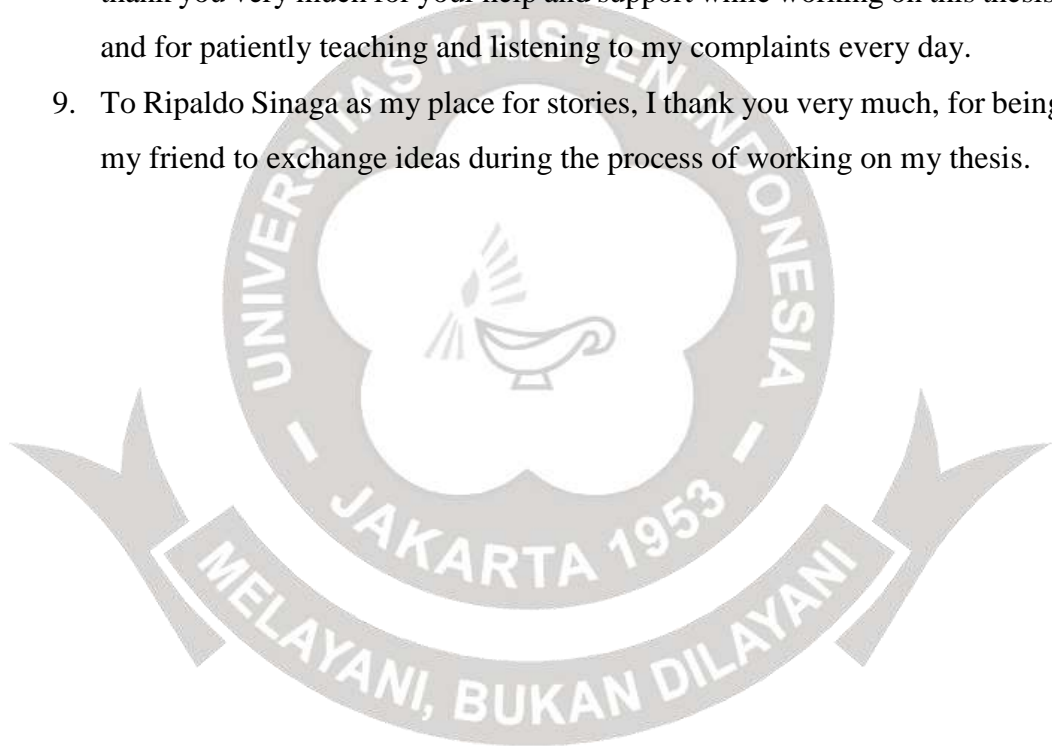 thank you very much for your help and support while working on this thesis
and for patiently teaching and listening to my complaints every day.
9. To Ripaldo Sinaga as my place for stories, I thank you very much, for being
my friend to exchange ideas during the process of working on my thesis.
UNIVERSITAS KRISTEN INDONESIA
JAKARTA 1953
MELAYANI, BUKAN DILAYANI